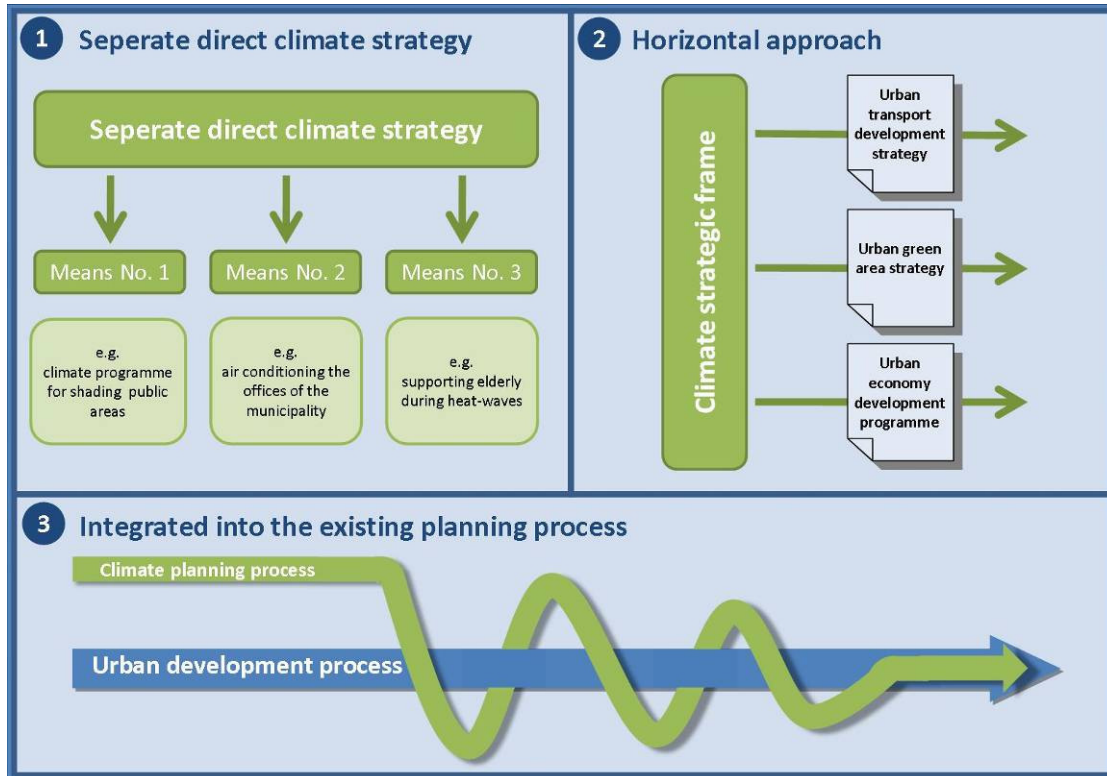 1 Seperate direct climate strategy
Seperate direct climate strategy
Means No. 1
Means No. 2
Means No. 3
e.g.
climate programme
for shading public
areas
e.g.
air conditioning the
offices of the
municipality
e.g.
supporting elderly
during heat-waves
2 Horizontal approach
Climate strategic frame
Urban
transport
development
strategy
Urban green
area strategy
Urban
economy
development
programme
3 Integrated into the existing planning process
Climate planning process
Urban development process